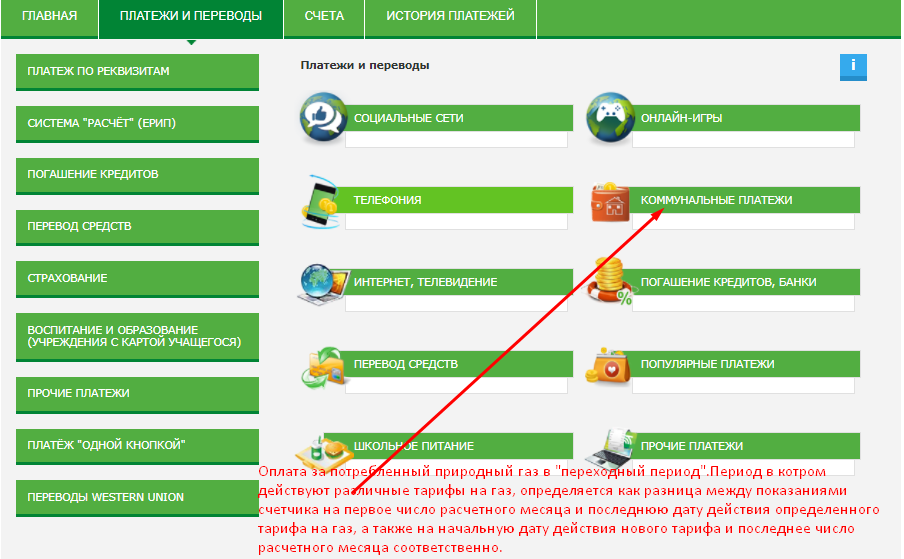 ГЛАВНАЯ
ПЛАТЕЖИ И ПЕРЕВОДЫ
СЧЕТА
ИСТОРИЯ ПЛАТЕЖЕЙ
ПЛАТЕЖ ПО РЕКВИЗИТАМ
СИСТЕМА "РАСЧЁТ" (ЕРИП)
ПОГАШЕНИЕ КРЕДИТОВ
ПЕРЕВОД СРЕДСТВ
СТРАХОВАНИЕ
ВОСПИТАНИЕ И ОБРАЗОВАНИЕ
(УЧРЕЖДЕНИЯ С КАРТОЙ УЧАЩЕГОСЯ)
ПРОЧИЕ ПЛАТЕЖИ
ПЛАТЁЖ "ОДНОЙ КНОПКОЙ"
ПЕРЕВОДЫ WESTERN UNION
Платежи и переводы
i
СОЦИАЛЬНЫЕ СЕТИ
ОНЛАЙН-ИГРЫ
ТЕЛЕФОНИЯ
КОММУНАЛЬНЫЕ ПЛАТЕЖИ
ИНТЕРНЕТ, ТЕЛЕВИДЕНИЕ
ПОГАШЕНИЕ КРЕДИТОВ, БАНКИ
%
ПЕРЕВОД СРЕДСТВ
ПОПУЛЯРНЫЕ ПЛАТЕЖИ
ШКОЛЬНОЕ ПИТАНИЕ
ПРОЧИЕ ПЛАТЕЖИ
Оплата за потребленный природный газ в "переходный период".Период в котром
действуют различные тарифы на газ, определяется как разница между показаниями
счетчика на первое число расчетного месяца и последнюю дату действия определенного
тарифа на газ, а также на начальную дату действия нового тарифа и последнее число
расчетного месяца соответственно.